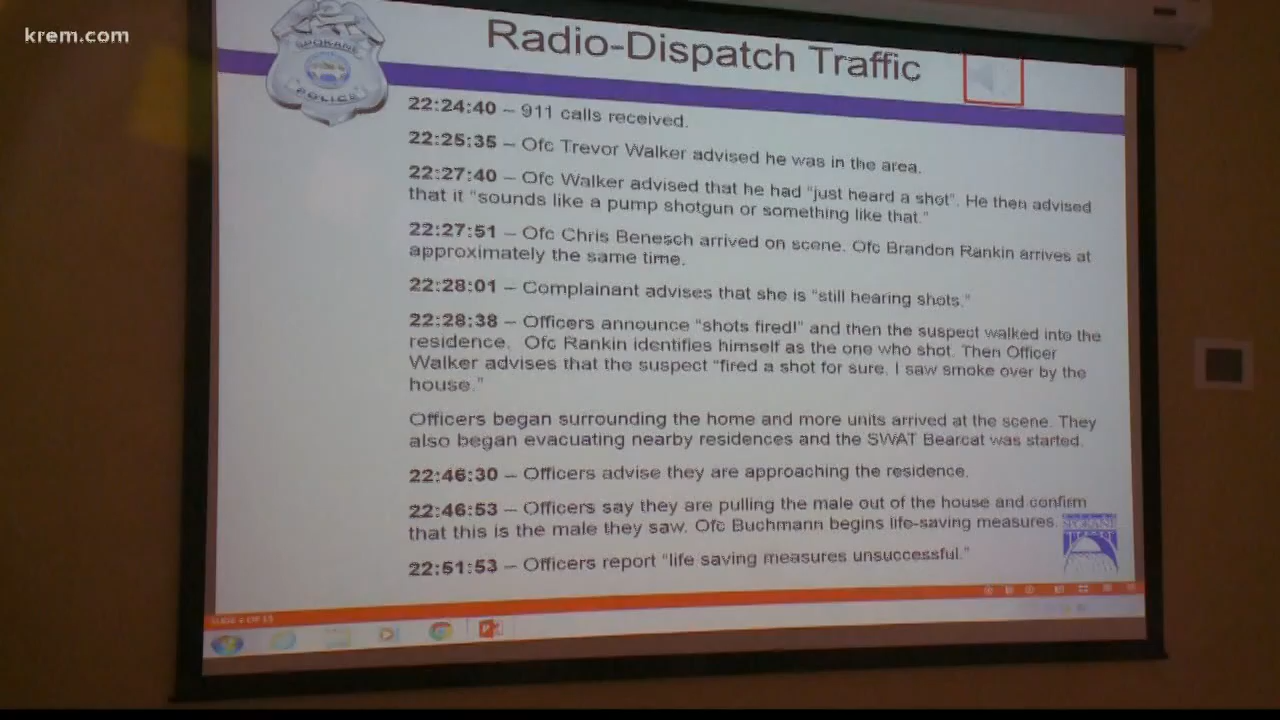 krem.com
SPOKANE
POLICE
Radio-Dispatch Traffic
22:24:40 – 911 calls received.
22:25:35 – Ofc Trevor Walker advised he was in the area.
22:27:40 – Ofc Walker advised that he had "just heard a shot". He then advised
that it "sounds like a pump shotgun or something like that."
22:27:51 – Ofc Chris Benesch arrived on scene. Ofc Brandon Rankin arrives at
approximately the same time.
22:28:01 – Complainant advises that she is "still hearing shots."
22:28:38 – Officers announce "shots fired!" and then the suspect walked into the
residence. Ofc Rankin identifies himself as the one who shot. Then Officer
Walker advises that the suspect "fired a shot for sure. I saw smoke over by the
house."
Officers began surrounding the home and more units arrived at the scene. They
also began evacuating nearby residences and the SWAT Bearcat was started.
22:46:30 – Officers advise they are approaching the residence.
22:46:53 – Officers say they are pulling the male out of the house and confirm
that this is the male they saw. Ofc Buchmann begins life-saving measures.
SPOKANE
22:51:53 – Officers report "life saving measures unsuccessful."